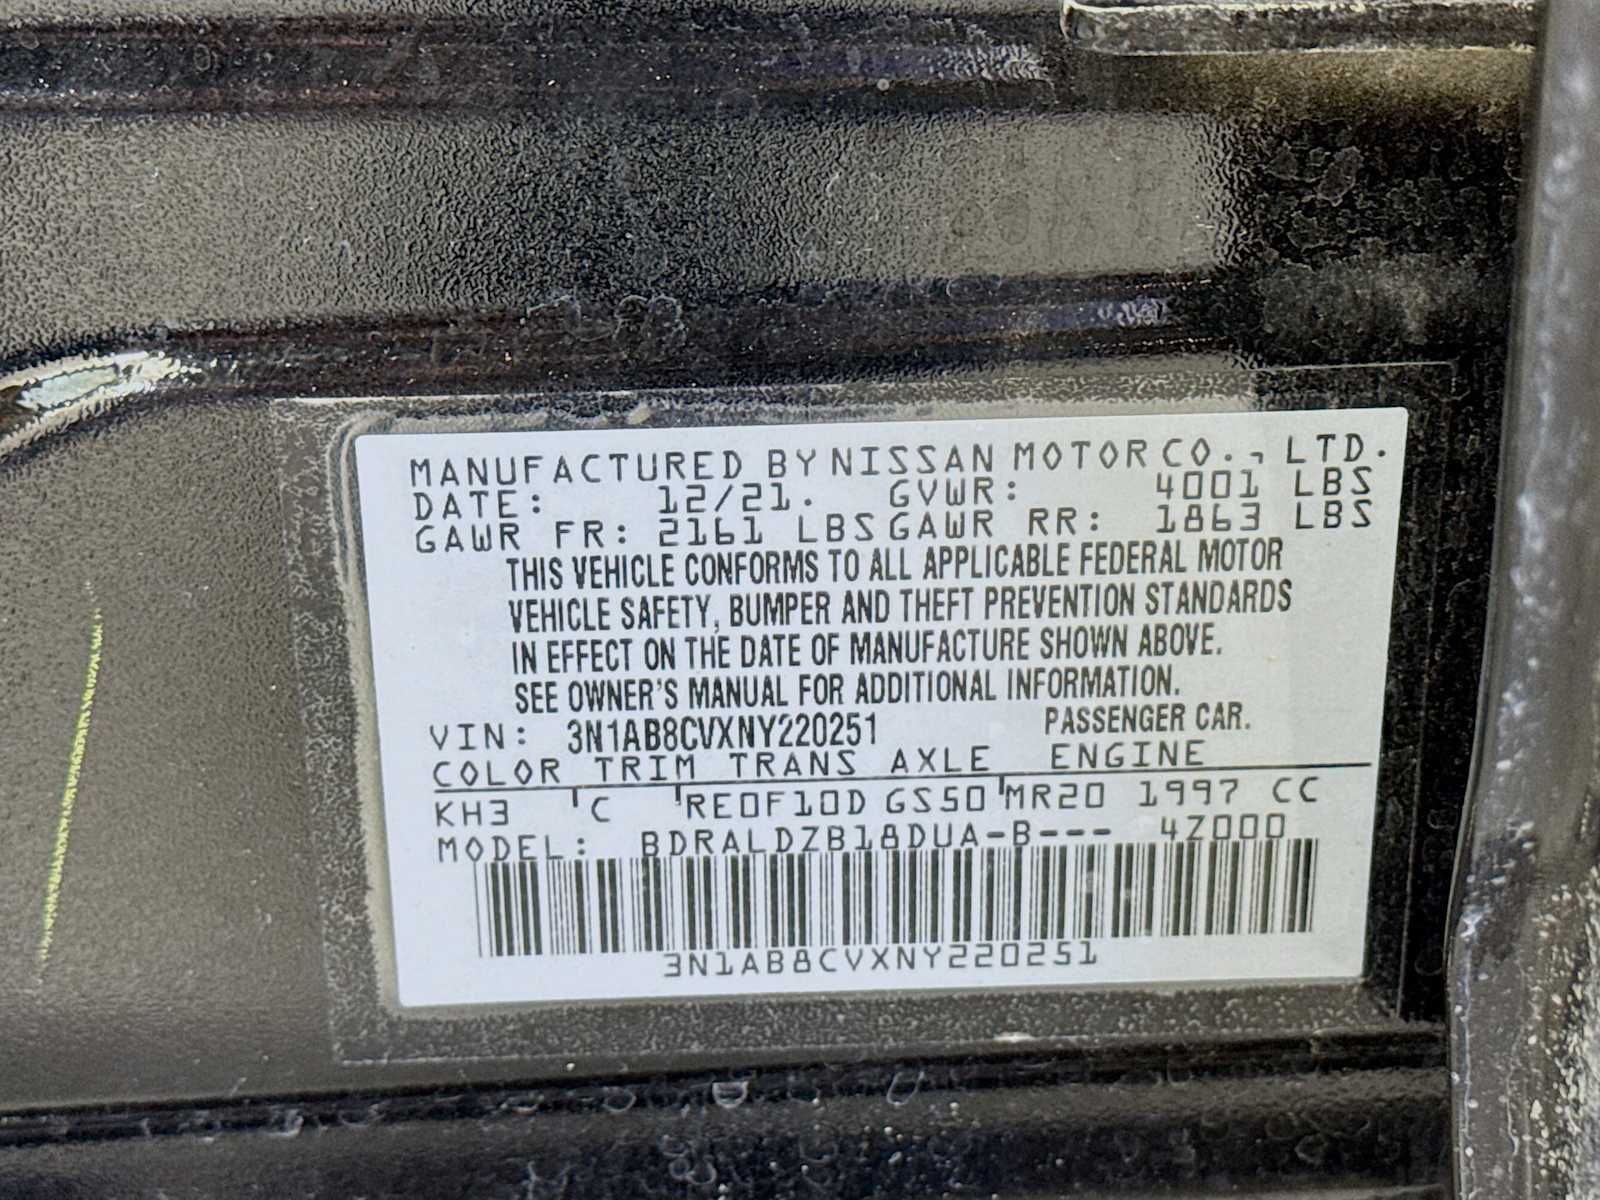 MANUFACTURED BY NISSAN MOTOR CO., LTD.
DATE: 12/21. GVWR: 4001 LBS
GAWR FR: 2161 LBS GAWR RR: 1863 LBS
THIS VEHICLE CONFORMS TO ALL APPLICABLE FEDERAL MOTOR
VEHICLE SAFETY, BUMPER AND THEFT PREVENTION STANDARDS
IN EFFECT ON THE DATE OF MANUFACTURE SHOWN ABOVE.
SEE OWNER'S MANUAL FOR ADDITIONAL INFORMATION.
VIN: 3N1AB8CVXNY220251 PASSENGER CAR.
COLOR TRIM TRANS AXLE ENGINE
KH3 C RE0F10D GS50 MR20 1997 CC
MODEL: BDRALDZB18DUA-B--- 4Z000
3N1AB8CVXNY220251